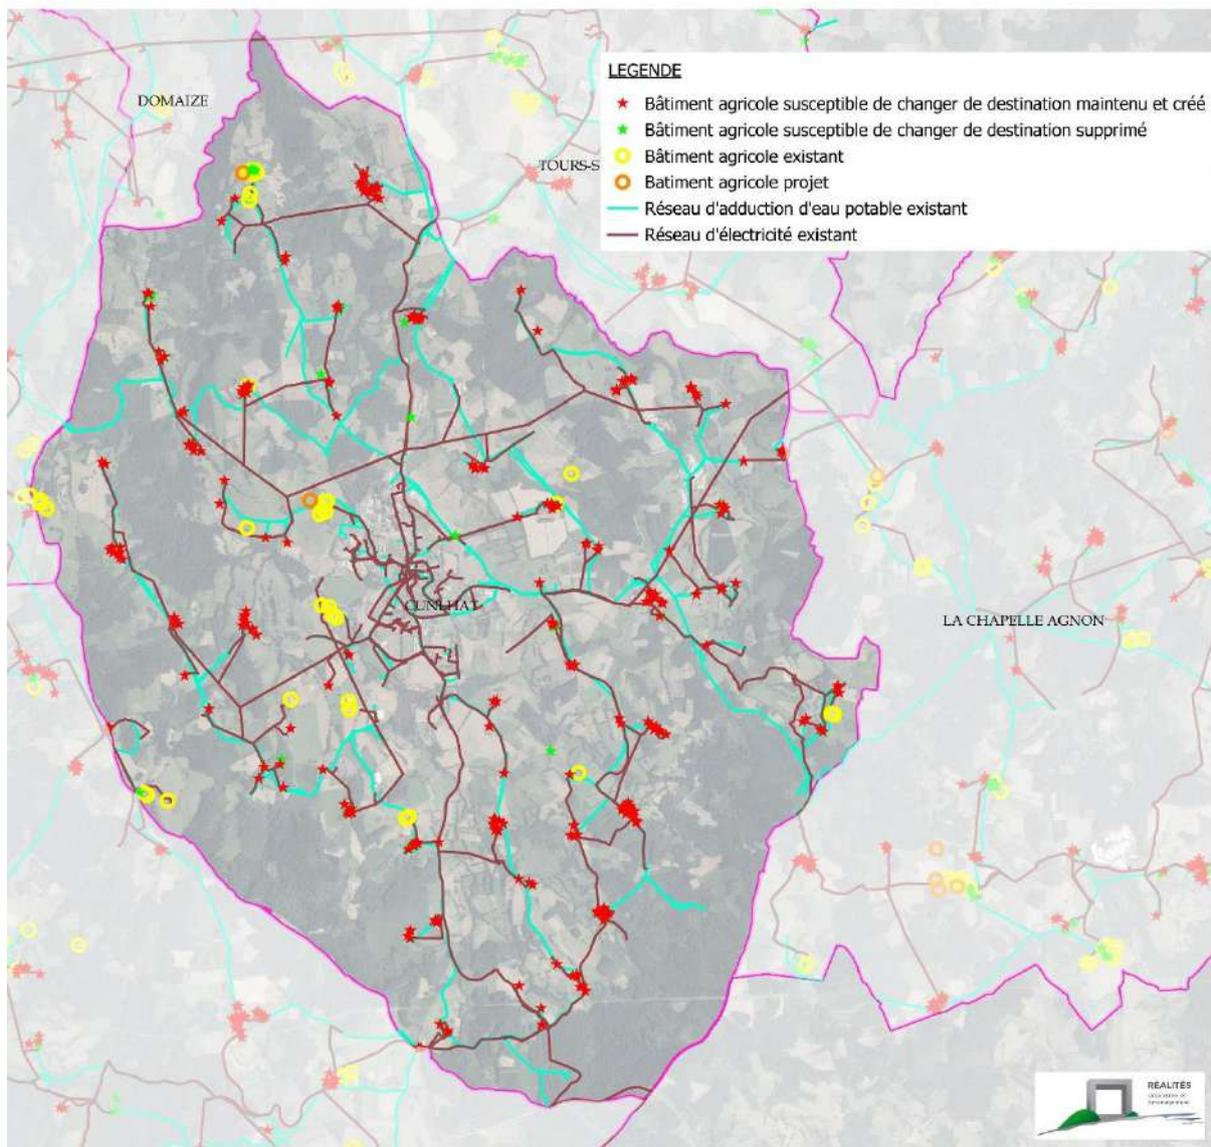 DOMAIZE
LEGENDE
Bâtiment agricole susceptible de changer de destination maintenu et créé
Bâtiment agricole susceptible de changer de destination supprimé
TOURS-S
Bâtiment agricole existant
Batiment agricole projet
Réseau d'adduction d'eau potable existant
Réseau d'électricité existant
CUNLHAT
LA CHAPELLE AGNON
RÉALITÉS